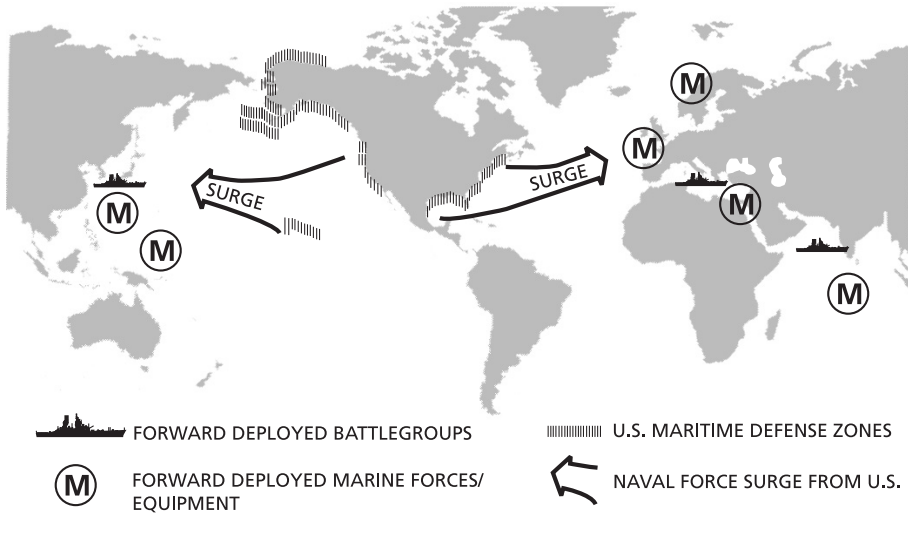 M
M
SURGE
SURGE
M
M
M
M
FORWARD DEPLOYED BATTLEGROUPS
U.S. MARITIME DEFENSE ZONES
M
FORWARD DEPLOYED MARINE FORCES/
EQUIPMENT
NAVAL FORCE SURGE FROM U.S.